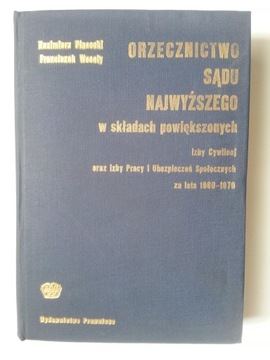 Kazimierz Piasecki
Franciszek Wesely
ORZECZNICTWO
SĄDU
NAJWYŻSZEGO
w składach powiększonych
Izby Cywilnej
oraz Izby Pracy i Ubezpieczeń Społecznych
za lata 1960-1970
Wydawnictwo Prawnicze